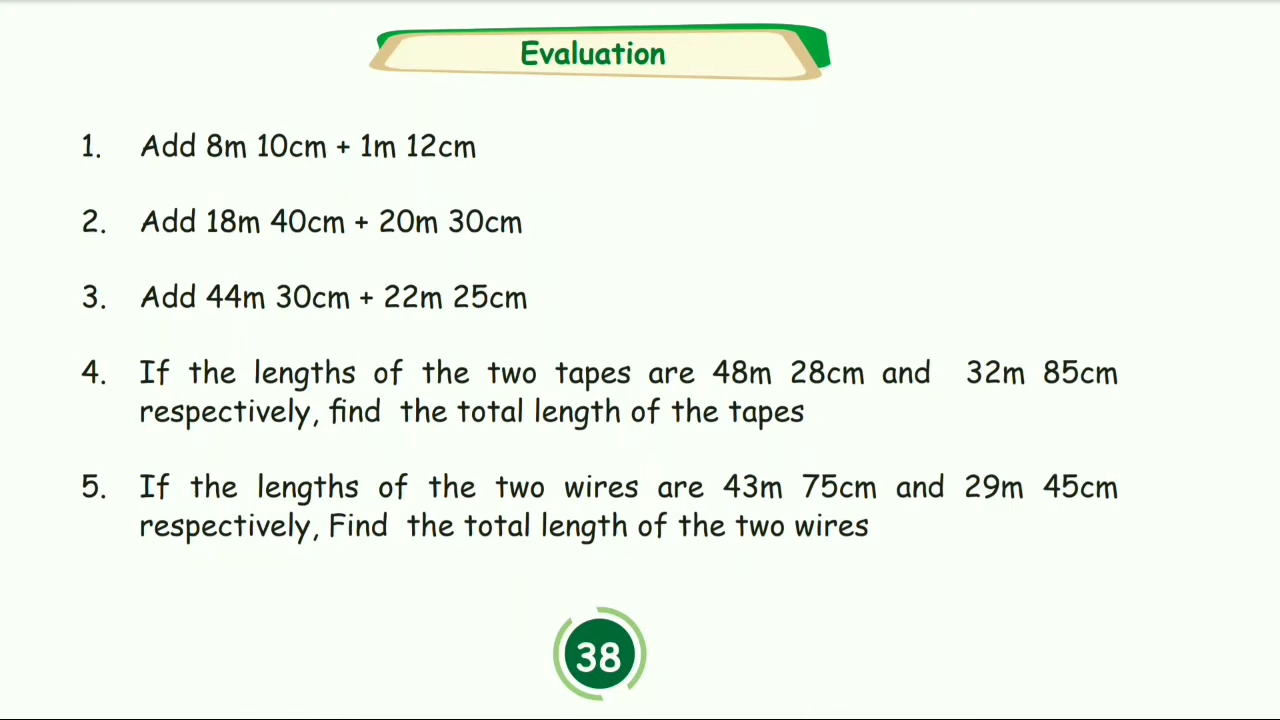 Evaluation
1. Add 8m 10cm + 1m 12cm
2. Add 18m 40cm + 20m 30cm
3. Add 44m 30cm + 22m 25cm
4. If the lengths of the two tapes are 48m 28cm and 32m 85cm
respectively, find the total length of the tapes
5. If the lengths of the two wires are 43m 75cm and 29m 45cm
respectively, Find the total length of the two wires
38